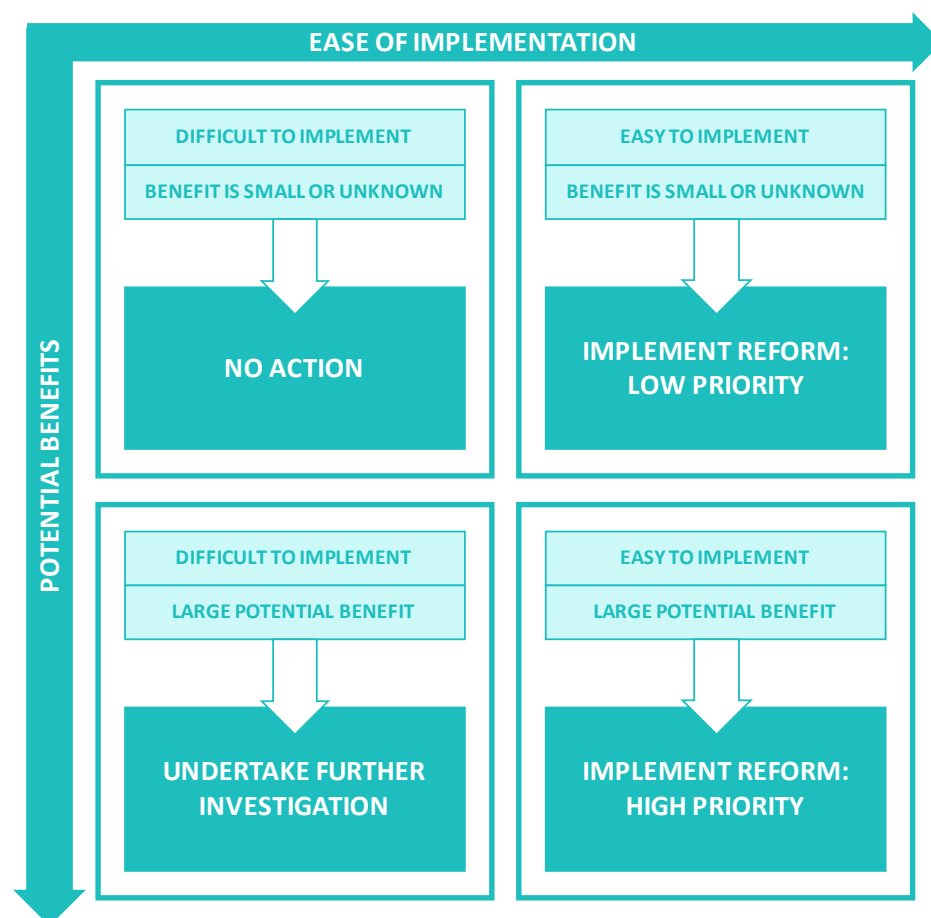 EASE OF IMPLEMENTATION
POTENTIAL BENEFITS
DIFFICULT TO IMPLEMENT
BENEFIT IS SMALL OR UNKNOWN
NO ACTION
EASY TO IMPLEMENT
BENEFIT IS SMALL OR UNKNOWN
IMPLEMENT REFORM:
LOW PRIORITY
DIFFICULT TO IMPLEMENT
LARGE POTENTIAL BENEFIT
UNDERTAKE FURTHER
INVESTIGATION
EASY TO IMPLEMENT
LARGE POTENTIAL BENEFIT
IMPLEMENT REFORM:
HIGH PRIORITY